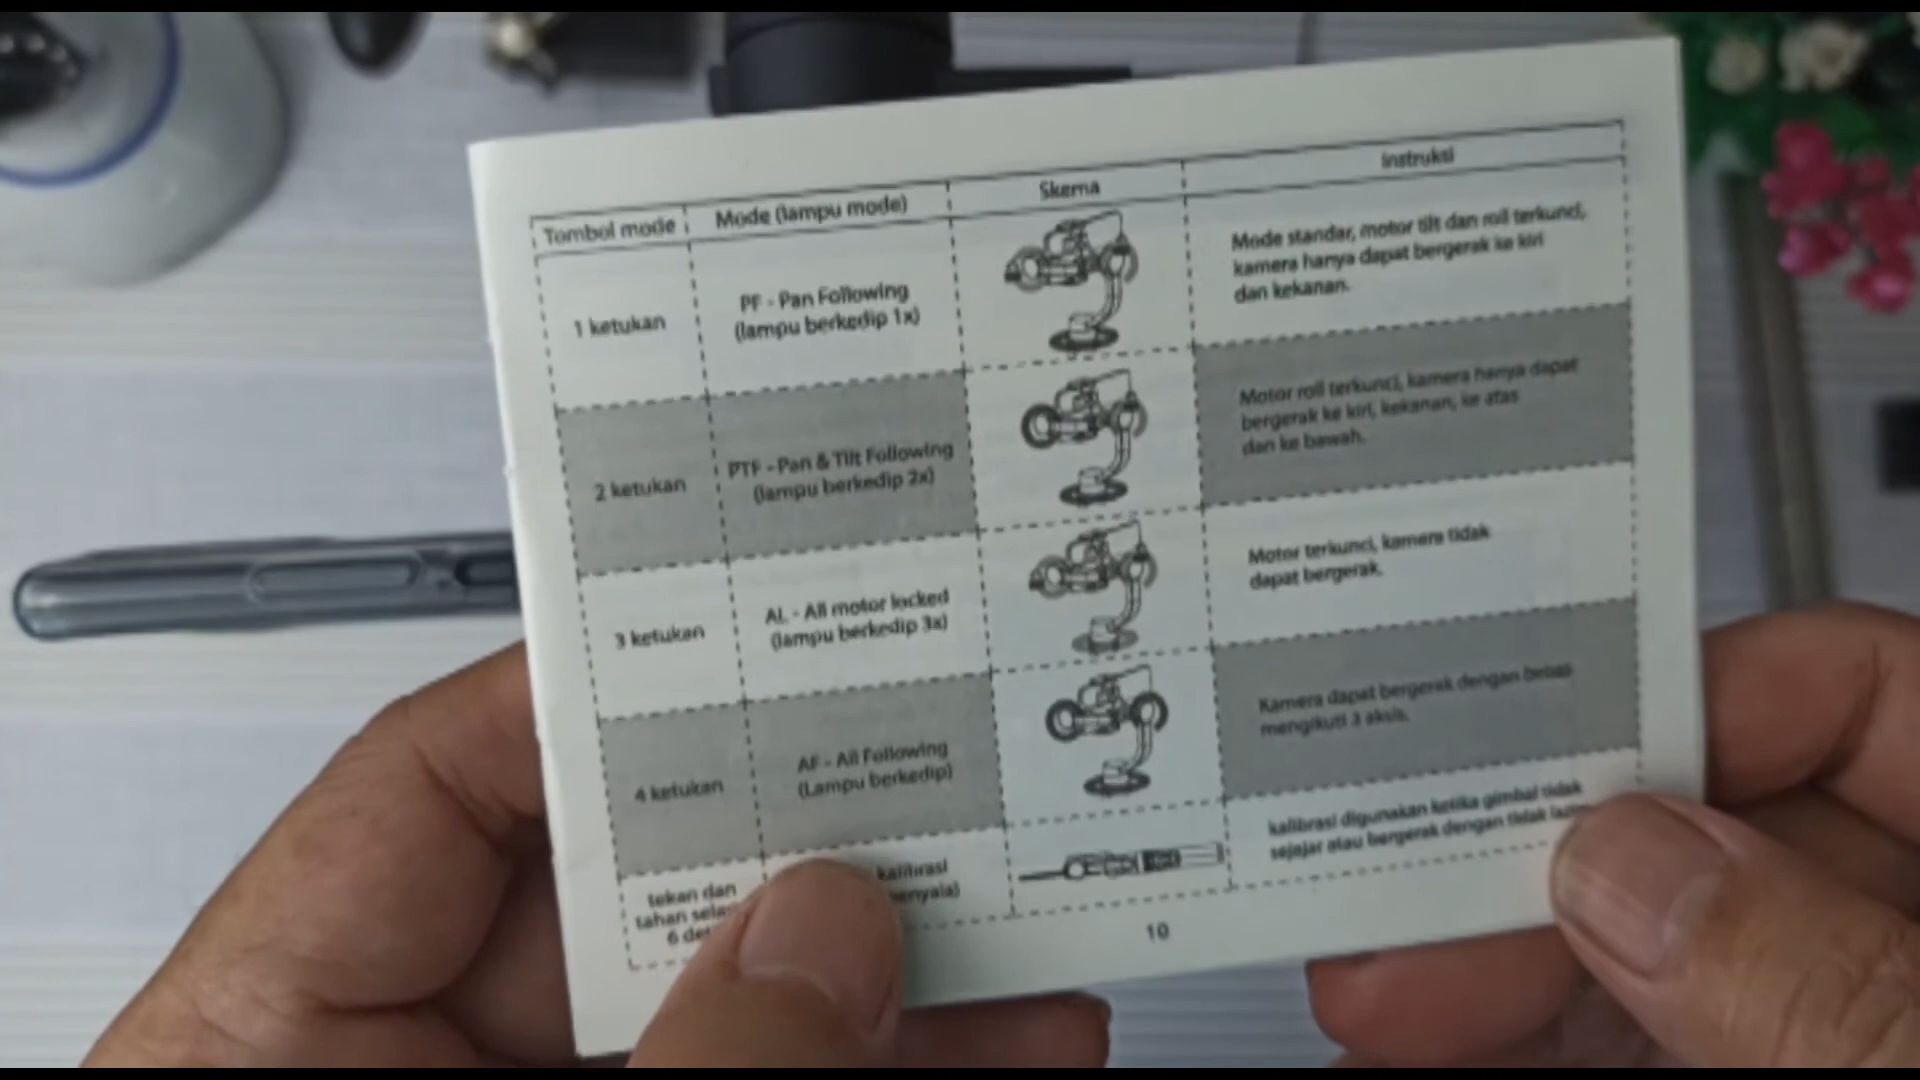 Tombol mode
Mode (lampu mode)
Skema
instruksi
1 ketukan
PF - Pan Following
(lampu berkedip 1x)
Mode standar, motor tilt dan roll terkunci,
kamera hanya dapat bergerak ke kiri
dan kekanan.
2 ketukan
PTF - Pan & Tilt Following
(lampu berkedip 2x)
Motor roll terkunci, kamera hanya dapat
bergerak ke kiri, kekanan, ke atas
dan ke bawah.
3 ketukan
AL - All motor locked
(lampu berkedip 3x)
Motor terkunci, kamera tidak
dapat bergerak.
4 ketukan
AF - All Following
(Lampu berkedip)
Kamera dapat bergerak dengan bebas
mengikuti 3 aksis.
tekan dan
tahan
6
kalibrasi
kalibrasi digunakan ketika gimbal tidak
sejajar atau bergerak dengan tidak
10